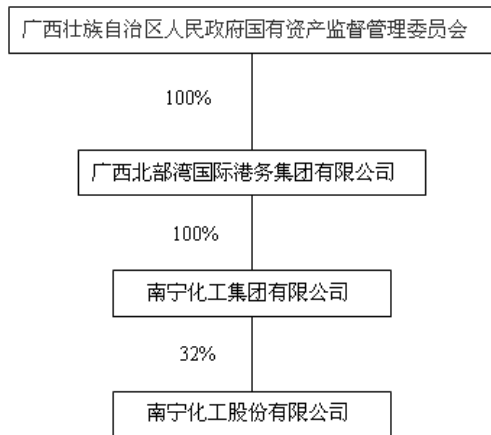 广西壮族自治区人民政府国有资产监督管理委员会
100%
广西北部湾国际港务集团有限公司
100%
南宁化工集团有限公司
32%
南宁化工股份有限公司